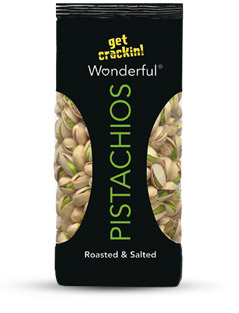 get
crackin!
Wonderful®
PISTACHIOS
Roasted & Salted